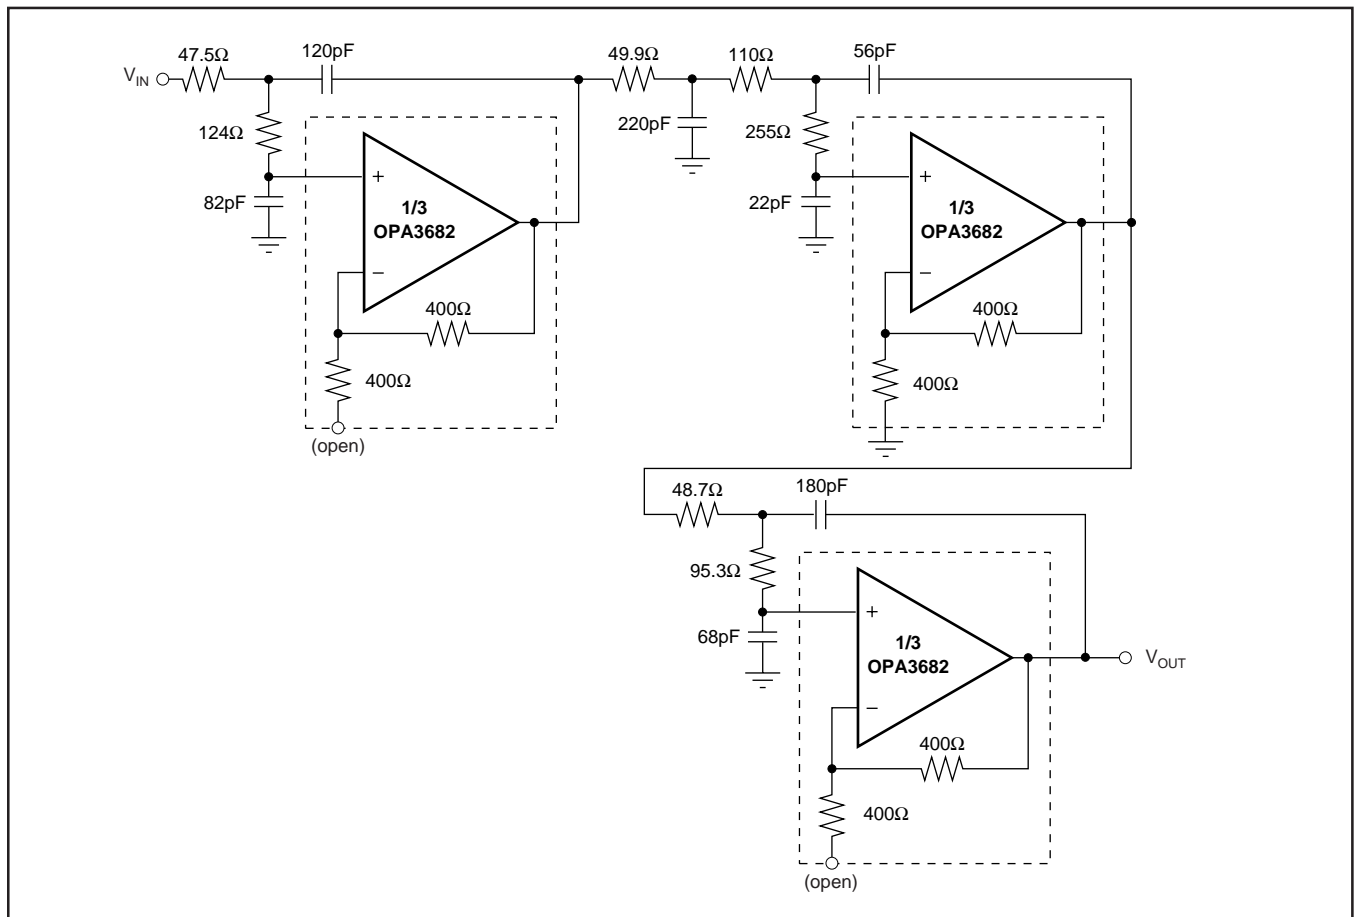 47.5Ω
120pF
49.9Ω
110Ω
56pF
V_IN
124Ω
220pF
255Ω
82pF
+
1/3
OPA3682
−
22pF
+
1/3
OPA3682
−
400Ω
400Ω
400Ω
400Ω
(open)
48.7Ω
180pF
95.3Ω
68pF
+
1/3
OPA3682
−
V_OUT
400Ω
400Ω
(open)